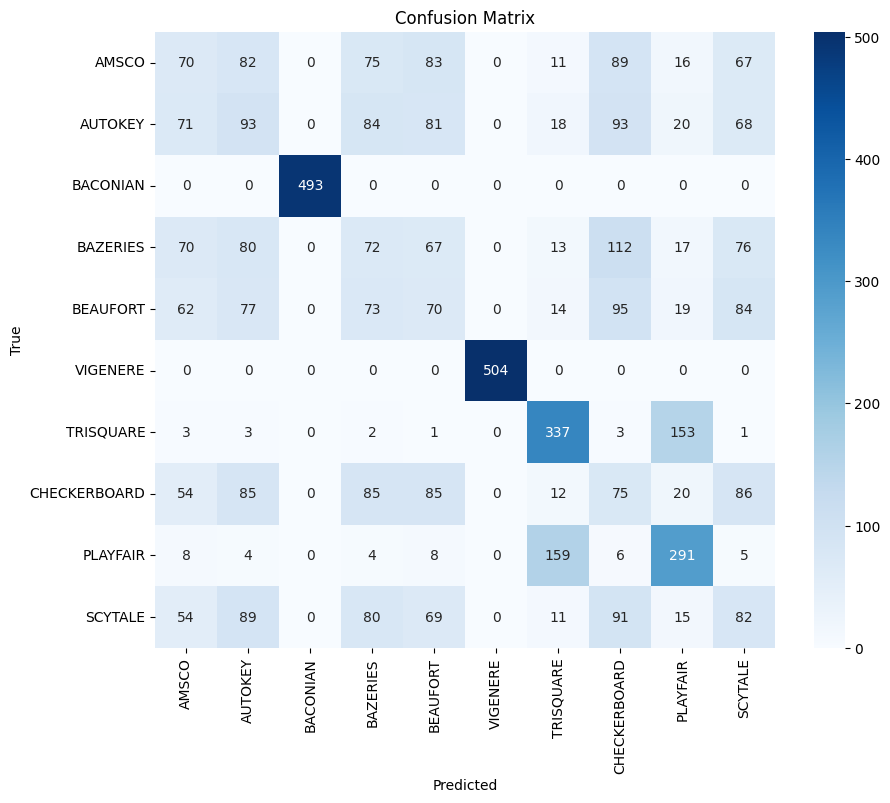 Confusion Matrix
AMSCO 70 82 0 75 83 0 11 89 16 67
AUTOKEY 71 93 0 84 81 0 18 93 20 68
BACONIAN 0 0 493 0 0 0 0 0 0 0
BAZERIES 70 80 0 72 67 0 13 112 17 76
BEAUFORT 62 77 0 73 70 0 14 95 19 84
VIGENERE 0 0 0 0 0 504 0 0 0 0
TRISQUARE 3 3 0 2 1 0 337 3 153 1
CHECKERBOARD 54 85 0 85 85 0 12 75 20 86
PLAYFAIR 8 4 0 4 8 0 159 6 291 5
SCYTALE 54 89 0 80 69 0 11 91 15 82
True
AMSCO AUTOKEY BACONIAN BAZERIES BEAUFORT VIGENERE TRISQUARE CHECKERBOARD PLAYFAIR SCYTALE
Predicted
500
400
300
200
100
0